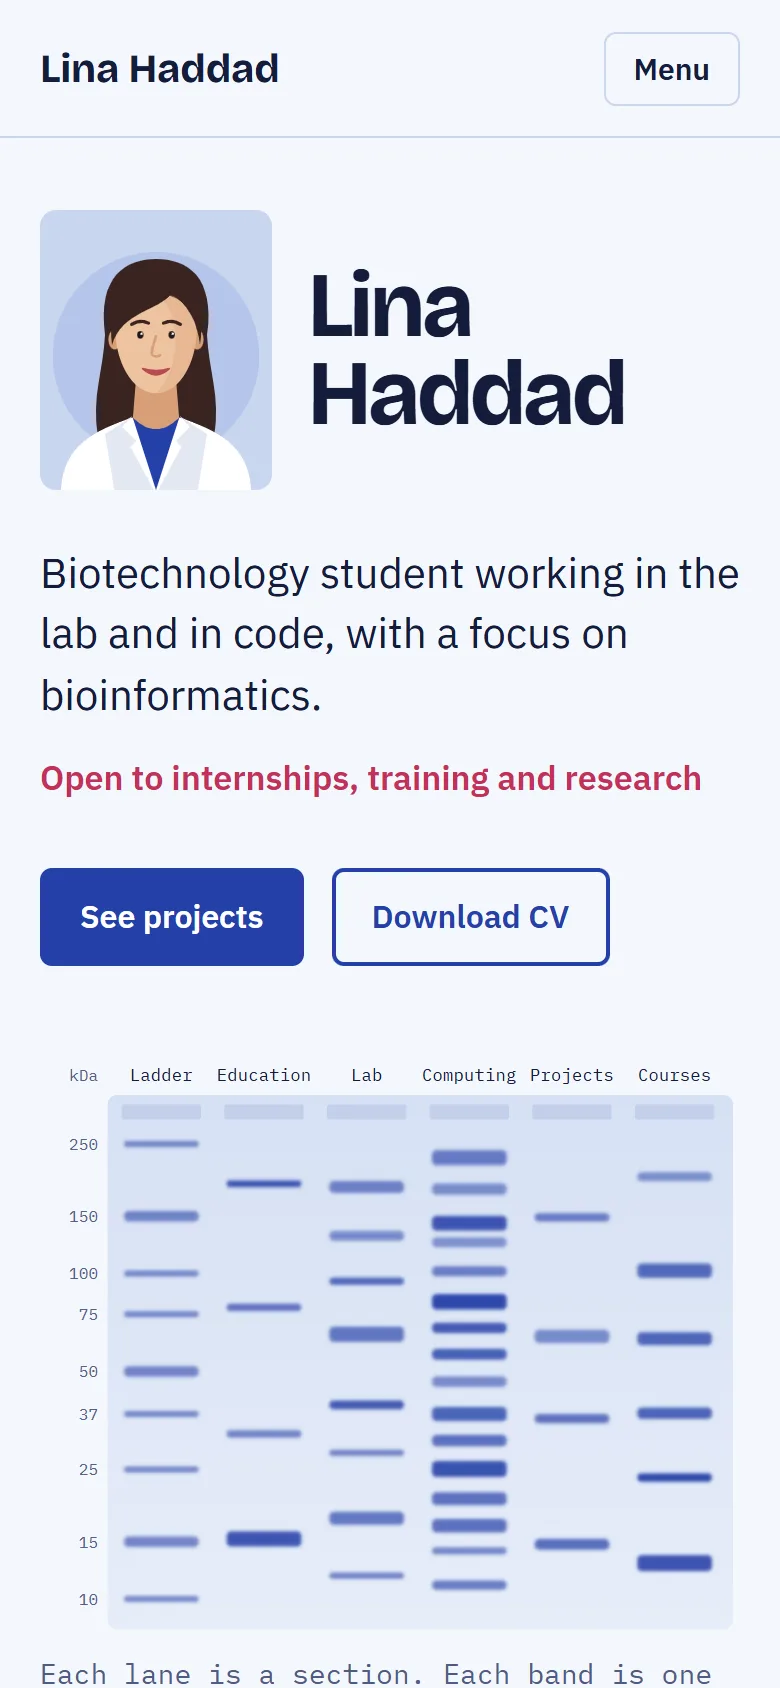 Lina Haddad
Menu
Lina
Haddad
Biotechnology student working in the
lab and in code, with a focus on
bioinformatics.
Open to internships, training and research
See projects
Download CV
kDa Ladder Education Lab Computing Projects Courses
250
150
100
75
50
37
25
15
10
Each lane is a section. Each band is one